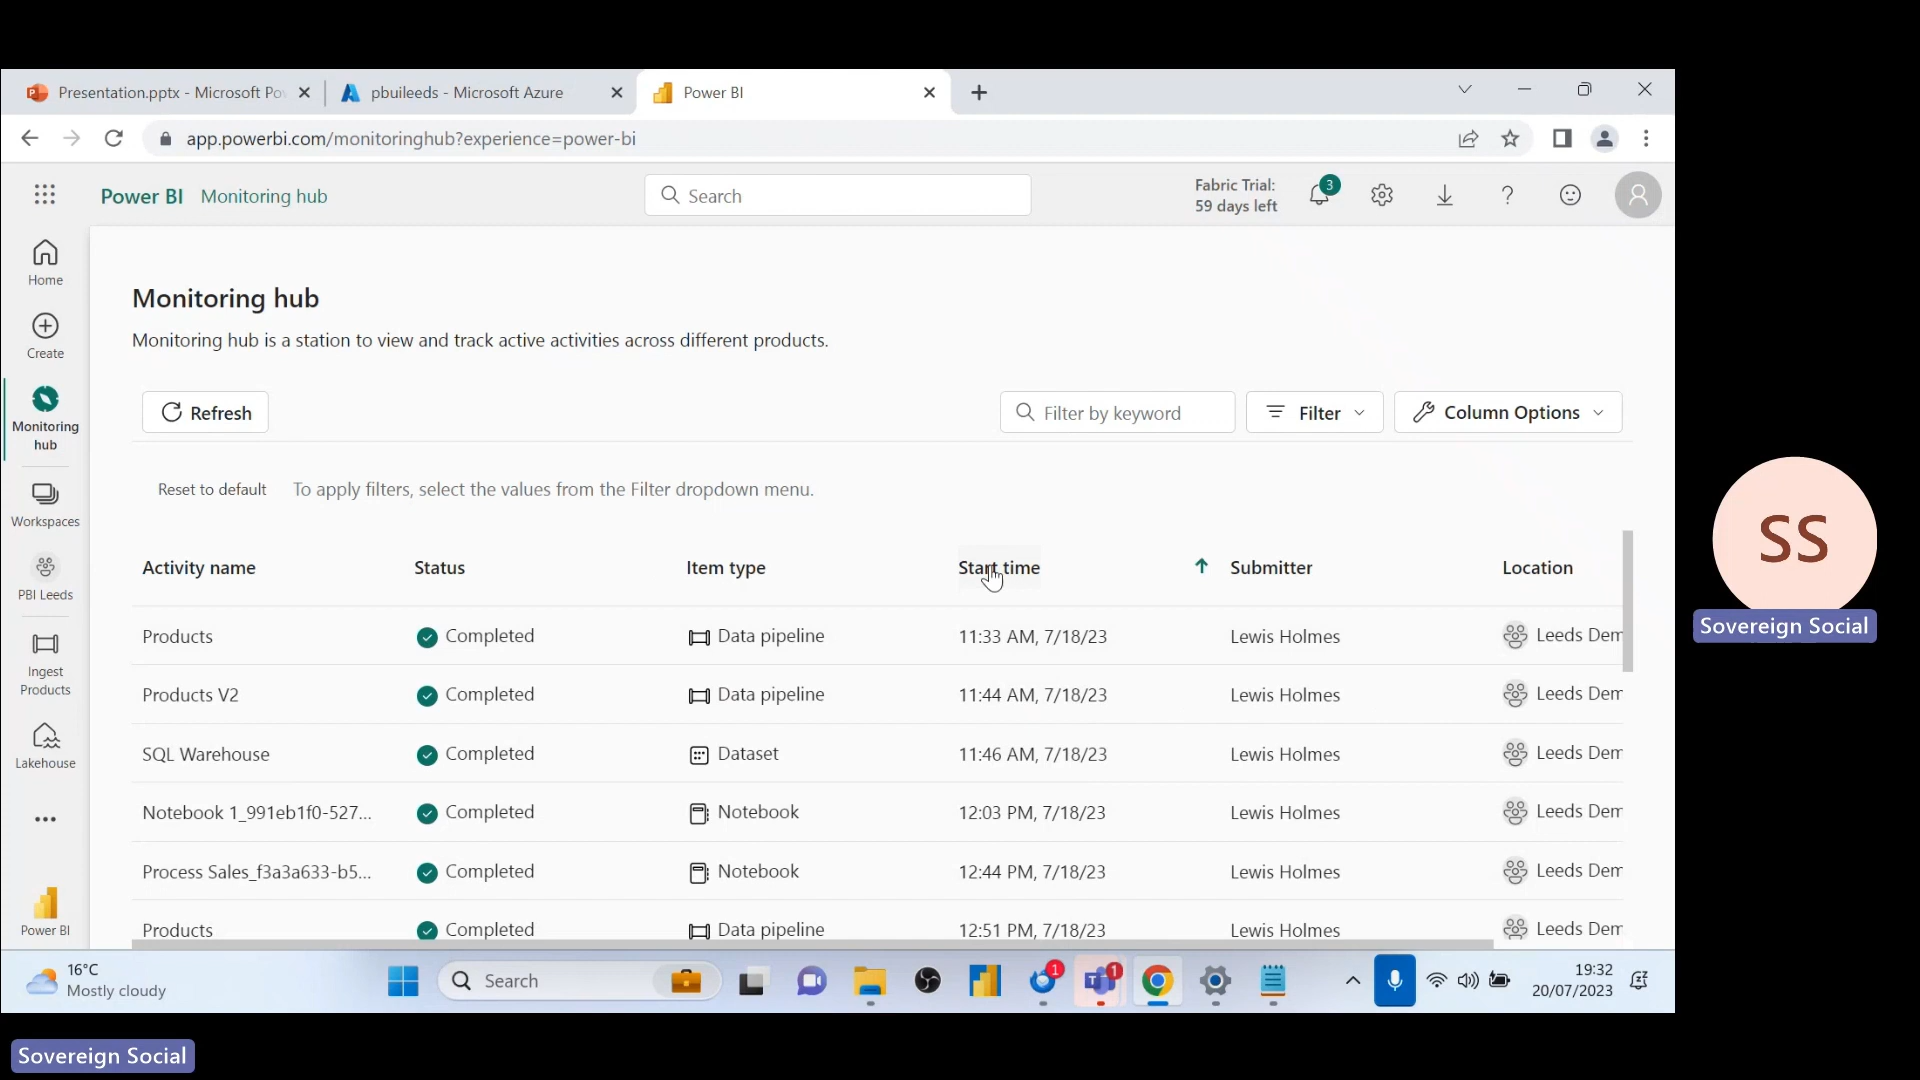 Presentation.pptx - Microsoft Po
pbuileeds - Microsoft Azure
Power BI
app.powerbi.com/monitoringhub?experience=power-bi
Power BI Monitoring hub
Search
Fabric Trial:
59 days left
3
Home
Create
Monitoring
hub
Workspaces
PBI Leeds
Ingest
Products
Lakehouse
Power BI
Monitoring hub
Monitoring hub is a station to view and track active activities across different products.
Refresh
Filter by keyword
Filter
Column Options
Reset to default To apply filters, select the values from the Filter dropdown menu.
Activity name Status Item type Start time Submitter Location
Products Completed Data pipeline 11:33 AM, 7/18/23 Lewis Holmes Leeds Dem
Products V2 Completed Data pipeline 11:44 AM, 7/18/23 Lewis Holmes Leeds Dem
SQL Warehouse Completed Dataset 11:46 AM, 7/18/23 Lewis Holmes Leeds Dem
Notebook 1_991eb1f0-527... Completed Notebook 12:03 PM, 7/18/23 Lewis Holmes Leeds Dem
Process Sales_f3a3a633-b5... Completed Notebook 12:44 PM, 7/18/23 Lewis Holmes Leeds Dem
Products Completed Data pipeline 12:51 PM, 7/18/23 Lewis Holmes Leeds Dem
16°C
Mostly cloudy
Search
1
1
19:32
20/07/2023
SS
Sovereign Social
Sovereign Social